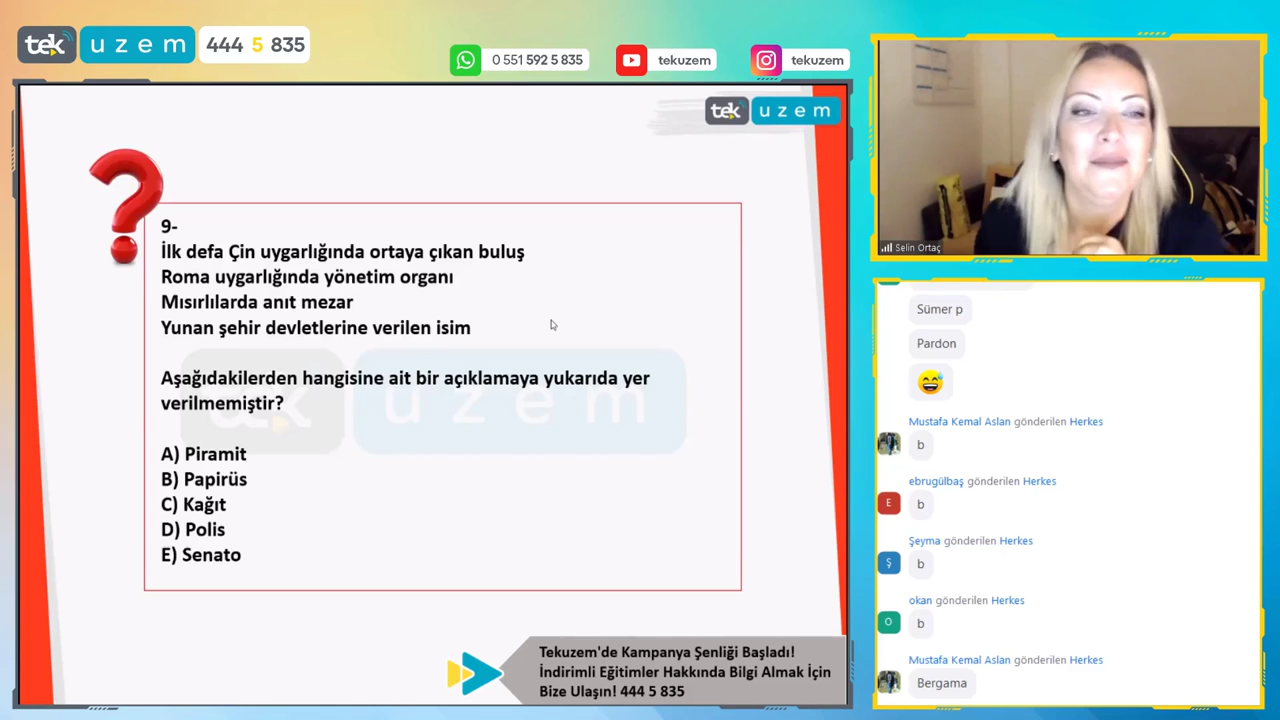 tek uzem 444 5 835
0 551 592 5 835
tekuzem
tekuzem
tek uzem
9-
İlk defa Çin uygarlığında ortaya çıkan buluş
Roma uygarlığında yönetim organı
Mısırlılarda anıt mezar
Yunan şehir devletlerine verilen isim
Aşağıdakilerden hangisine ait bir açıklamaya yukarıda yer
verilmemiştir?
A) Piramit
B) Papirüs
C) Kağıt
D) Polis
E) Senato
tek uzem
Tekuzem'de Kampanya Şenliği Başladı!
İndirimli Eğitimler Hakkında Bilgi Almak İçin
Bize Ulaşın! 444 5 835
Selin Ortaç
Sümer p
Pardon
Mustafa Kemal Aslan gönderilen Herkes
b
ebrugülbaş gönderilen Herkes
E
b
Şeyma gönderilen Herkes
Ş
b
okan gönderilen Herkes
O
b
Mustafa Kemal Aslan gönderilen Herkes
Bergama